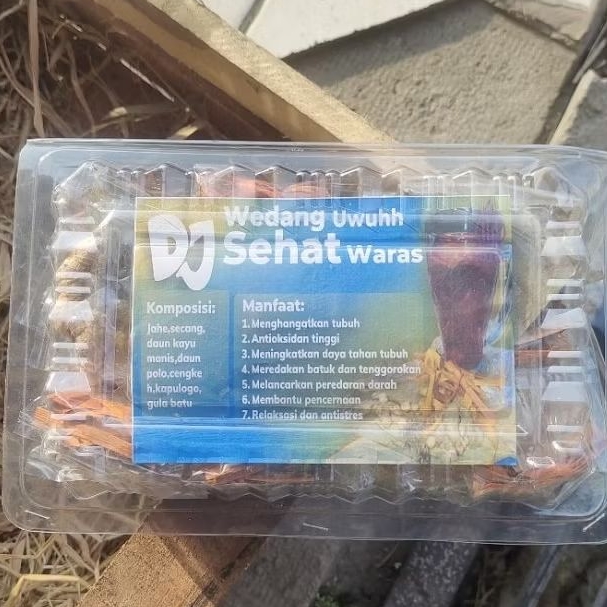 DJ
Wedang Uwuhh
Sehat Waras
Komposisi:
Jahe,secang,
daun kayu
manis,daun
polo,cengke
h,kapulogo,
gula batu
Manfaat:
1. Menghangatkan tubuh
2. Antioksidan tinggi
3. Meningkatkan daya tahan tubuh
4. Meredakan batuk dan tenggorokan
5. Melancarkan peredaran darah
6. Membantu pencernaan
7. Relaksasi dan antistres